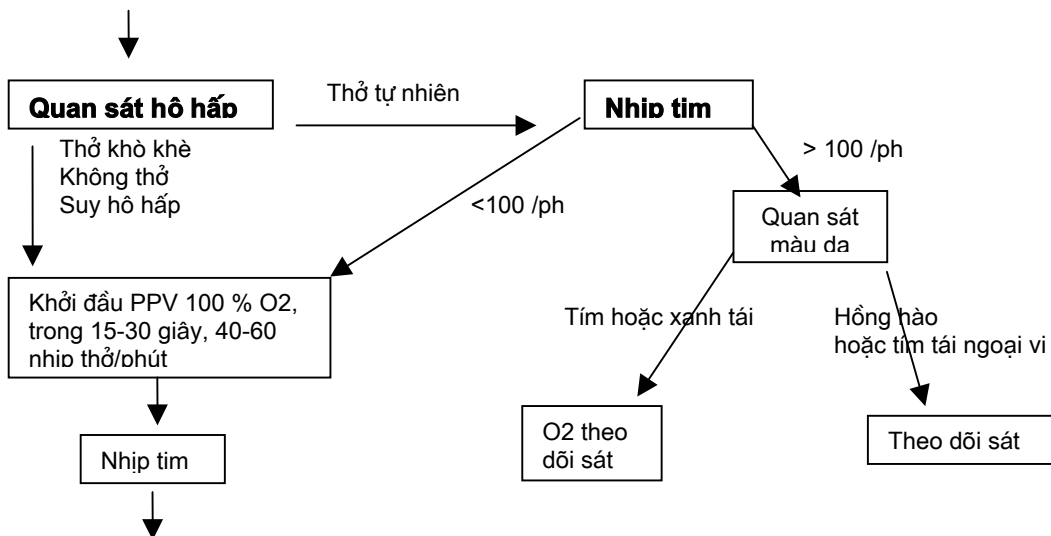 Quan sát hô hấp
Thở tự nhiên
Nhịp tim
Thở khò khè
Không thở
Suy hô hấp
<100 /ph
> 100 /ph
Quan sát
màu da
Khởi đầu PPV 100 % O2,
trong 15-30 giây, 40-60
nhịp thở/phút
Tím hoặc xanh tái
Hồng hào
hoặc tím tái ngoại vi
Nhịp tim
O2 theo
dõi sát
Theo dõi sát